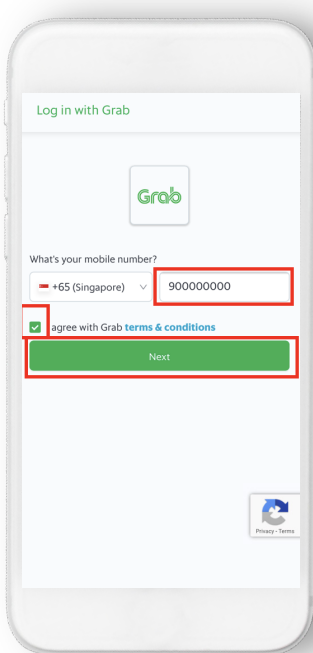 Log in with Grab
Grab
What's your mobile number?
+65 (Singapore) 900000000
agree with Grab terms & conditions
Next
Privacy - Terms